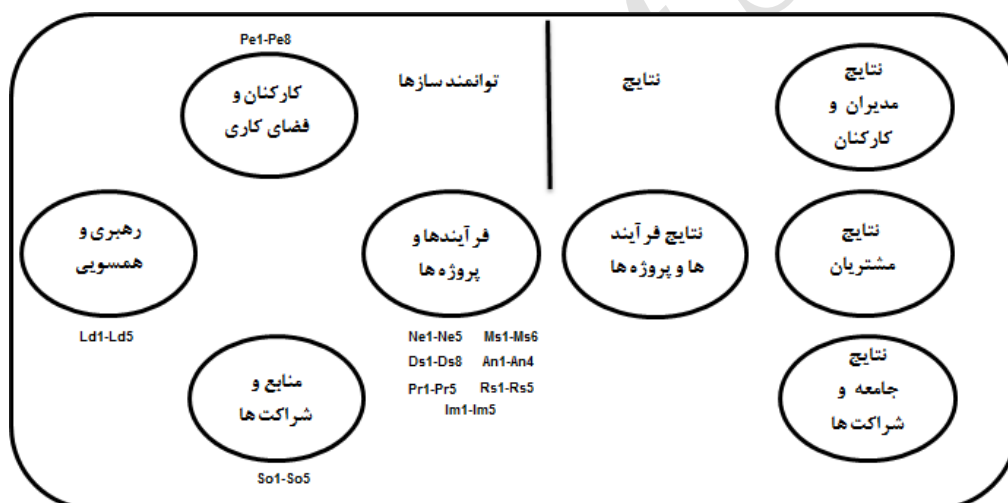 Pe1-Pe8
کارکنان و
فضای کاری
توانمند سازها
نتایج
نتایج
مدیران و
کارکنان
رهبری و
همسویی
Ld1-Ld5
فرآیندها و
پروژه ها
نتایج فرآیند
ها و پروژه ها
نتایج
مشتریان
Ne1-Ne5 Ms1-Ms6
Ds1-Ds8 An1-An4
Pr1-Pr5 Rs1-Rs5
Im1-Im5
منابع و
شراکت ها
So1-So5
نتایج
جامعه و
شراکت ها